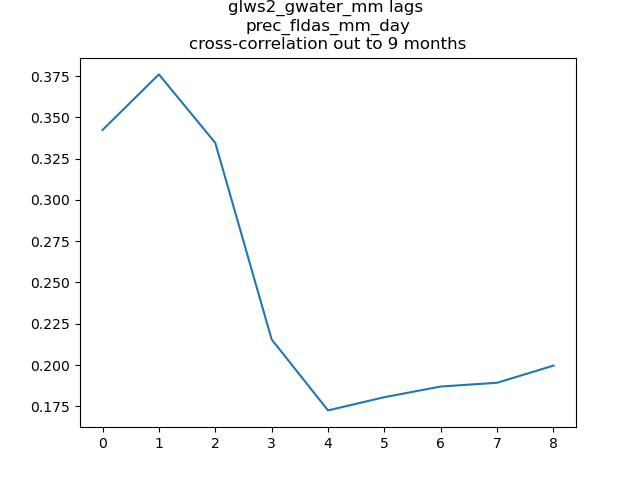 glws2_gwater_mm lags
prec_fldas_mm_day
cross-correlation out to 9 months
0.375
0.350
0.325
0.300
0.275
0.250
0.225
0.200
0.175
0 1 2 3 4 5 6 7 8